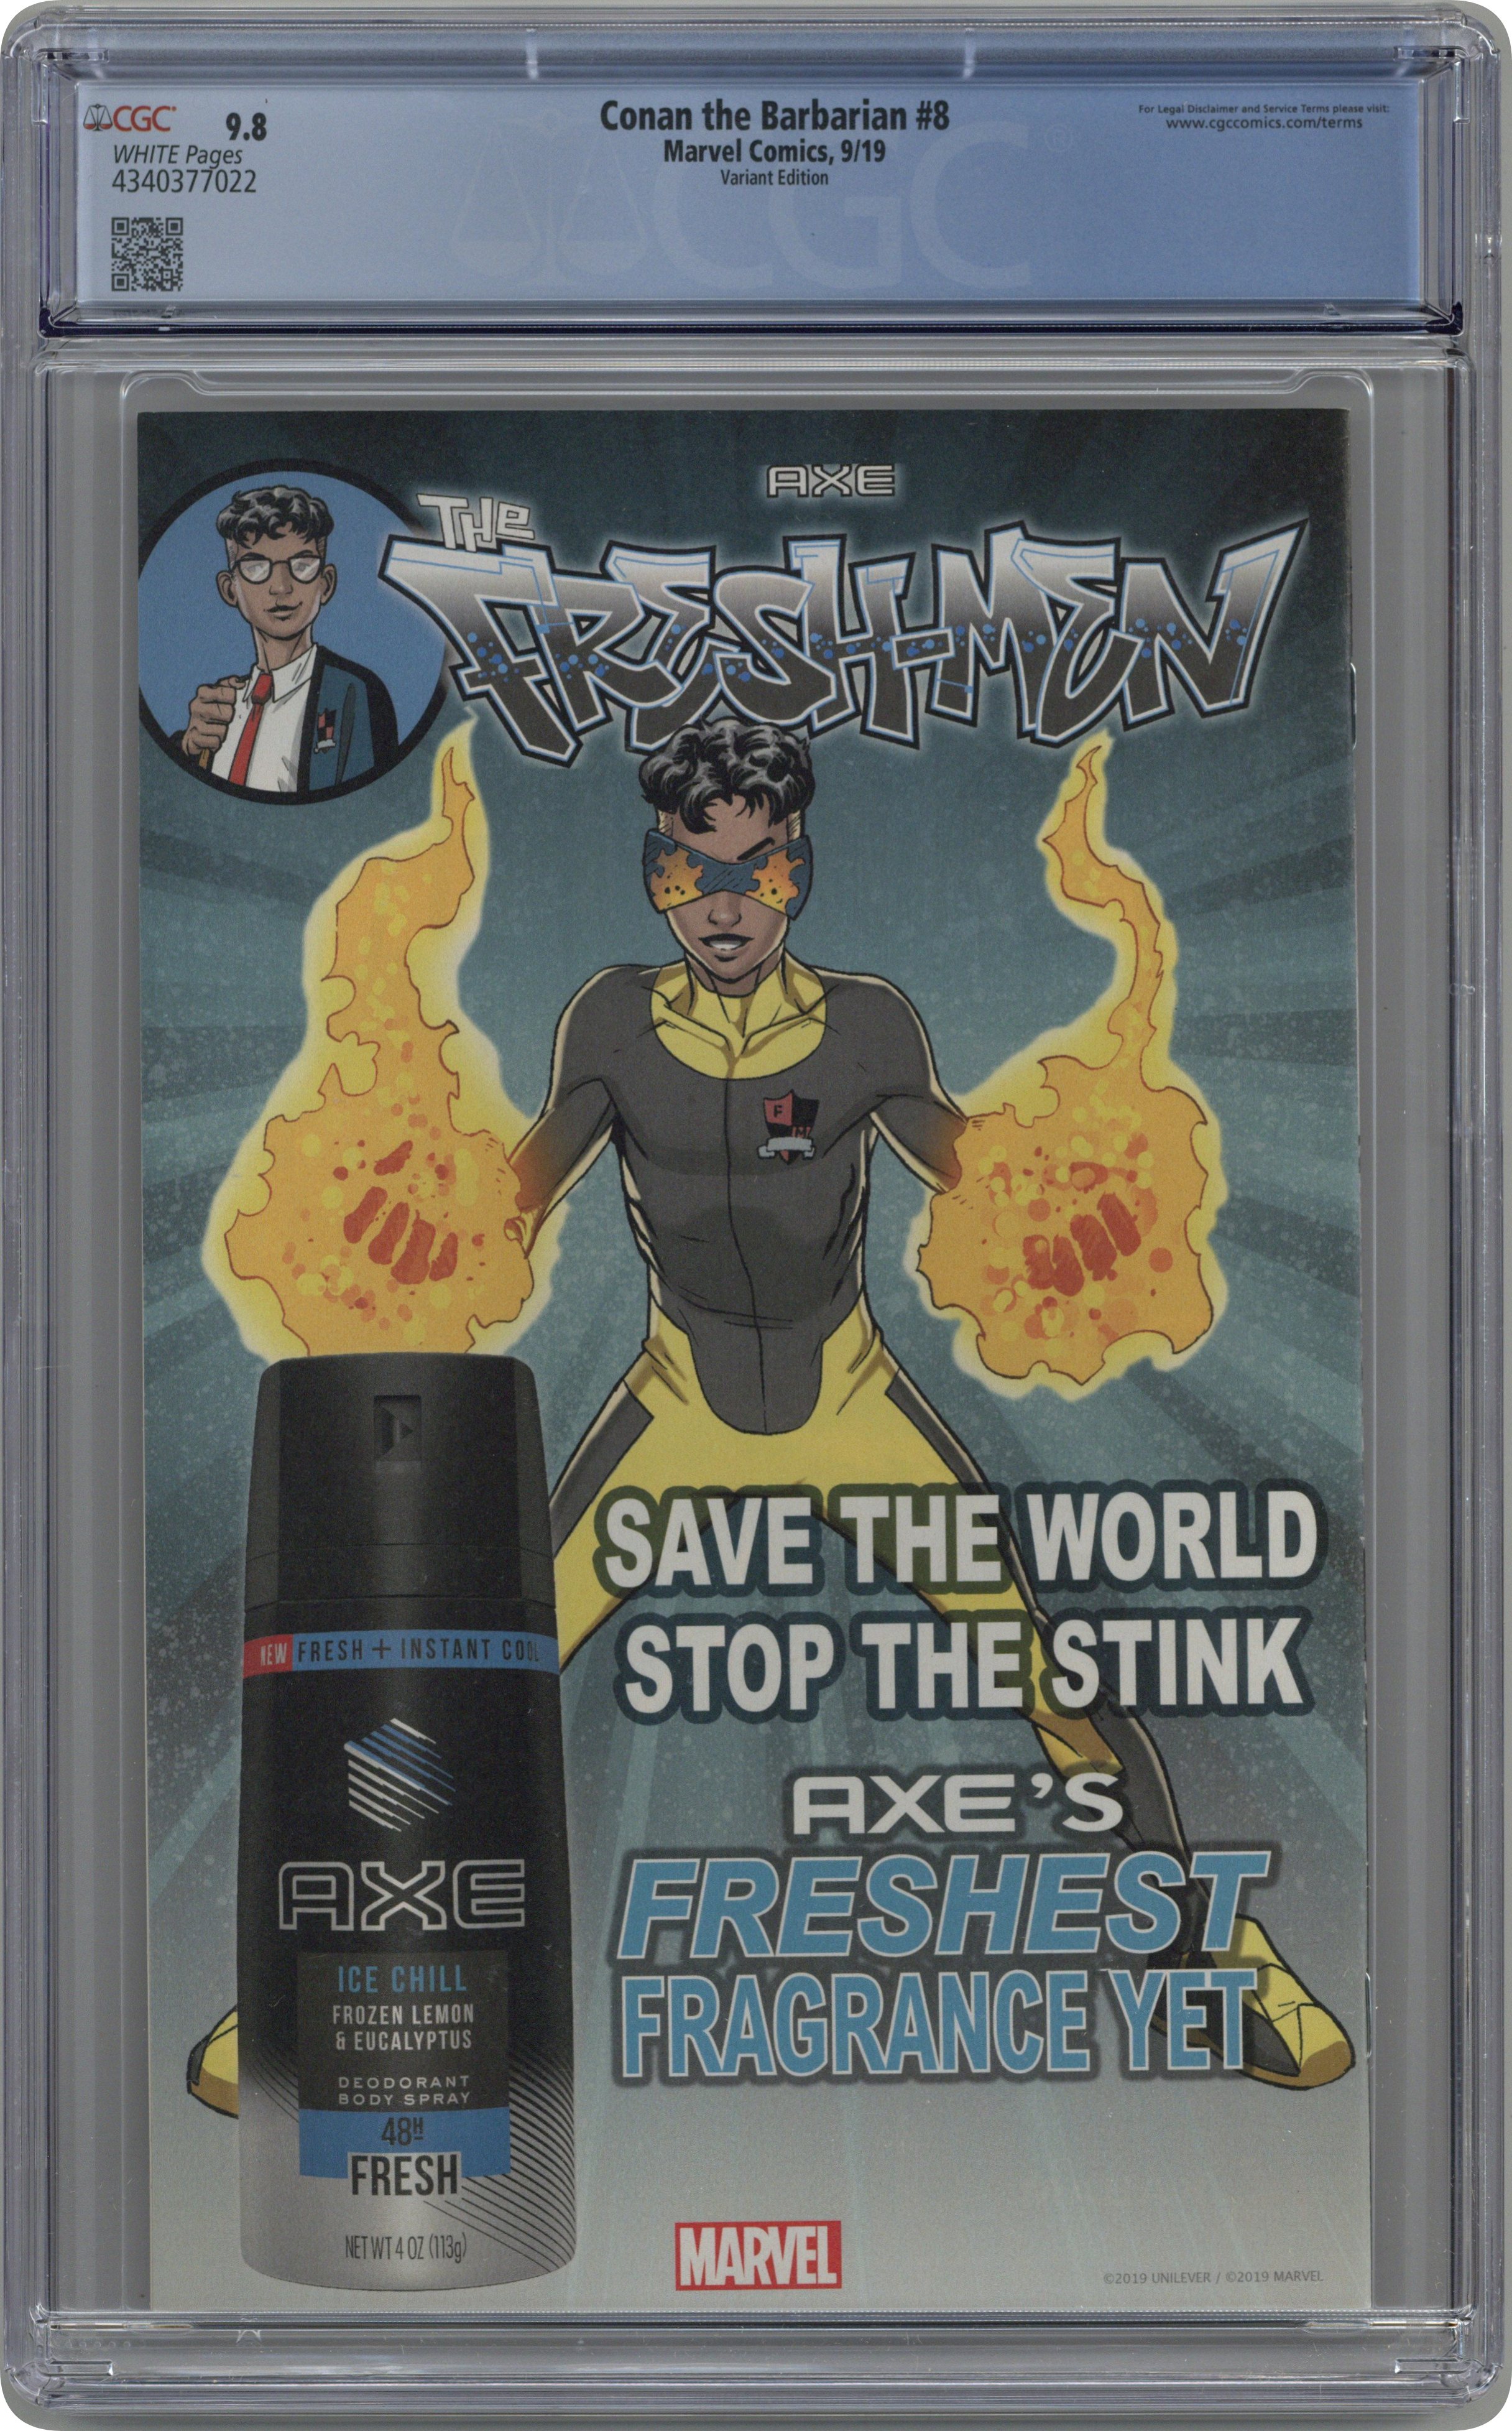 CGC 9.8
WHITE Pages
4340377022
Conan the Barbarian #8
Marvel Comics, 9/19
Variant Edition
For Legal Disclaimer and Service Terms please visit:
www.cgccomics.com/terms
CGC
AXE
THE
FRESH-MEN
F
M
SAVE THE WORLD
STOP THE STINK
AXE'S
FRESHEST
FRAGRANCE YET
NEW FRESH + INSTANT COOL
AXE
ICE CHILL
FROZEN LEMON
& EUCALYPTUS
DEODORANT
BODY SPRAY
48H
FRESH
NET WT 4 OZ (113g)
MARVEL
©2019 UNILEVER / ©2019 MARVEL